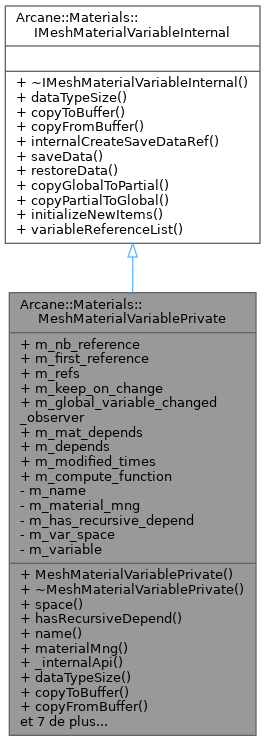 Arcane::Materials::
IMeshMaterialVariableInternal
+ ~IMeshMaterialVariableInternal()
+ dataTypeSize()
+ copyToBuffer()
+ copyFromBuffer()
+ internalCreateSaveDataRef()
+ saveData()
+ restoreData()
+ copyGlobalToPartial()
+ copyPartialToGlobal()
+ initializeNewItems()
+ variableReferenceList()
Arcane::Materials::
MeshMaterialVariablePrivate
+ m_nb_reference
+ m_first_reference
+ m_refs
+ m_keep_on_change
+ m_global_variable_changed
_observer
+ m_mat_depends
+ m_depends
+ m_modified_times
+ m_compute_function
- m_name
- m_material_mng
- m_has_recursive_depend
- m_var_space
- m_variable
+ MeshMaterialVariablePrivate()
+ ~MeshMaterialVariablePrivate()
+ space()
+ hasRecursiveDepend()
+ name()
+ materialMng()
+ _internalApi()
+ dataTypeSize()
+ copyToBuffer()
+ copyFromBuffer()
et 7 de plus...